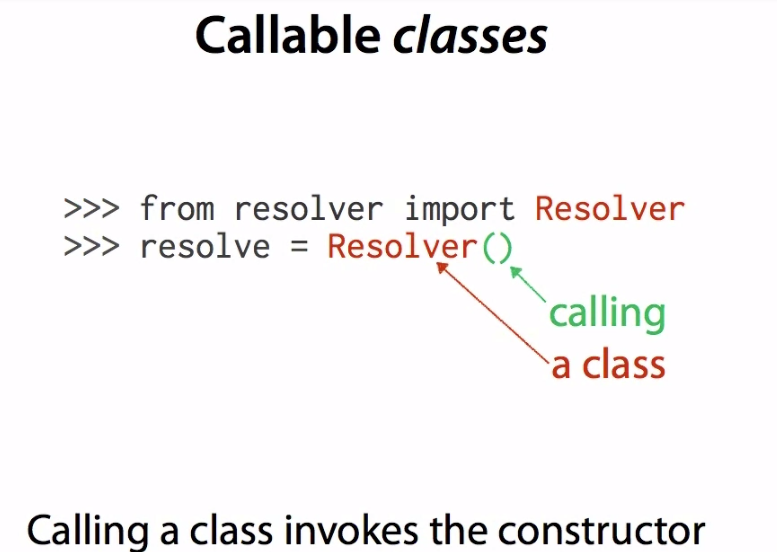 Callable classes
>>> from resolver import Resolver
>>> resolve = Resolver()
calling
a class
Calling a class invokes the constructor